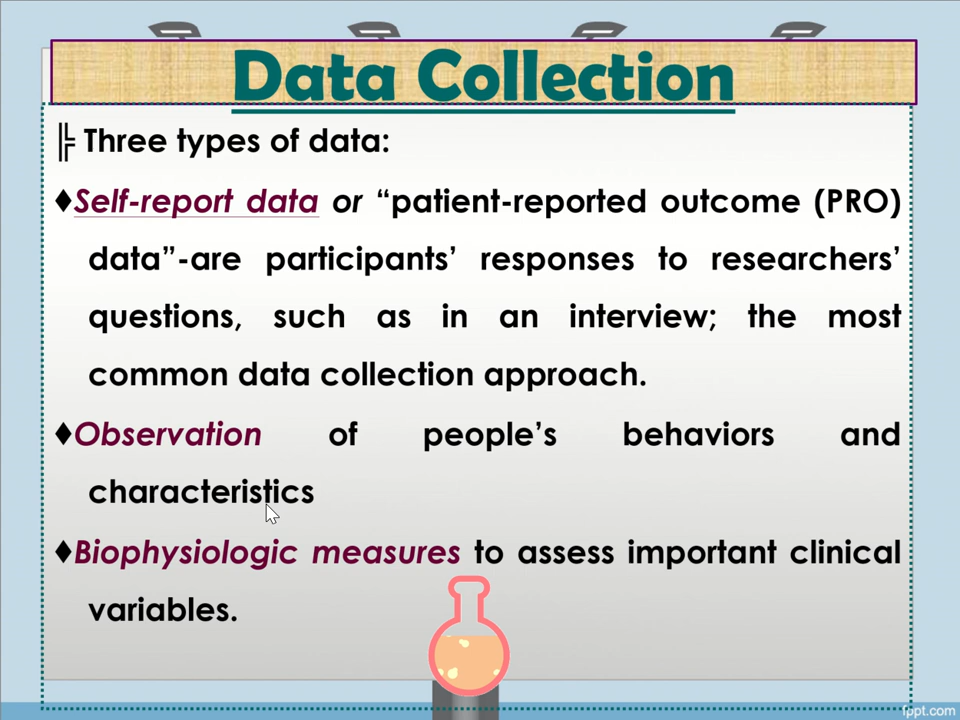 Data Collection
╠ Three types of data:
♦Self-report data or “patient-reported outcome (PRO)
data”-are participants’ responses to researchers’
questions, such as in an interview; the most
common data collection approach.
♦Observation of people’s behaviors and
characteristics
♦Biophysiologic measures to assess important clinical
variables.
fppt.com